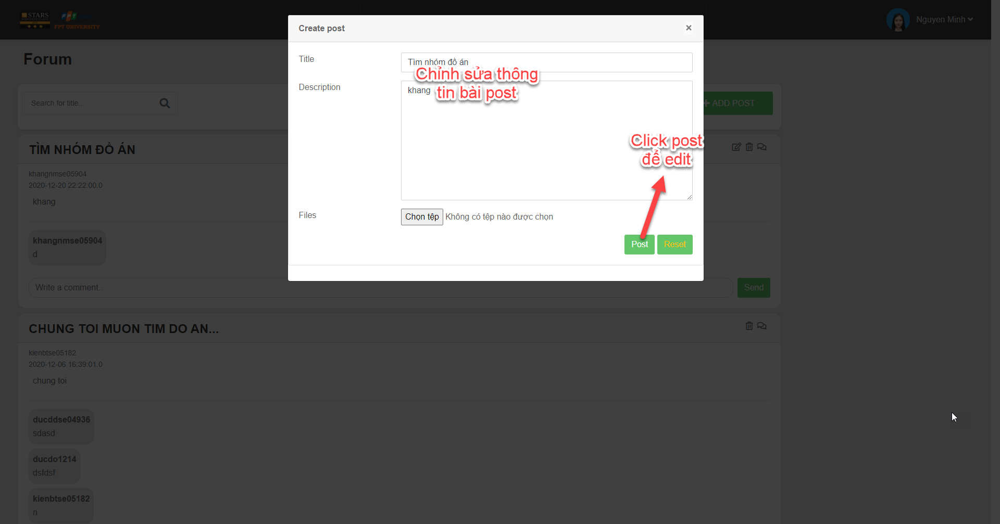 STARS
FPT
FPT UNIVERSITY
Nguyen Minh
Forum
Search for title...
ADD POST
Create post
×
Title
Tìm nhóm đồ án
Chỉnh sửa thông
tin bài post
Description
khang
Click post
để edit
Files
Chọn tệp Không có tệp nào được chọn
Post Reset
TÌM NHÓM ĐỒ ÁN
khangnmse05904
2020-12-20 22:22:00.0
khang
khangnmse05904
d
Write a comment..
Send
CHUNG TOI MUON TIM DO AN...
kienbtse05182
2020-12-06 16:39:01.0
chung toi
ducddse04936
sdasd
ducdo1214
dsfdsf
kienbtse05182
n